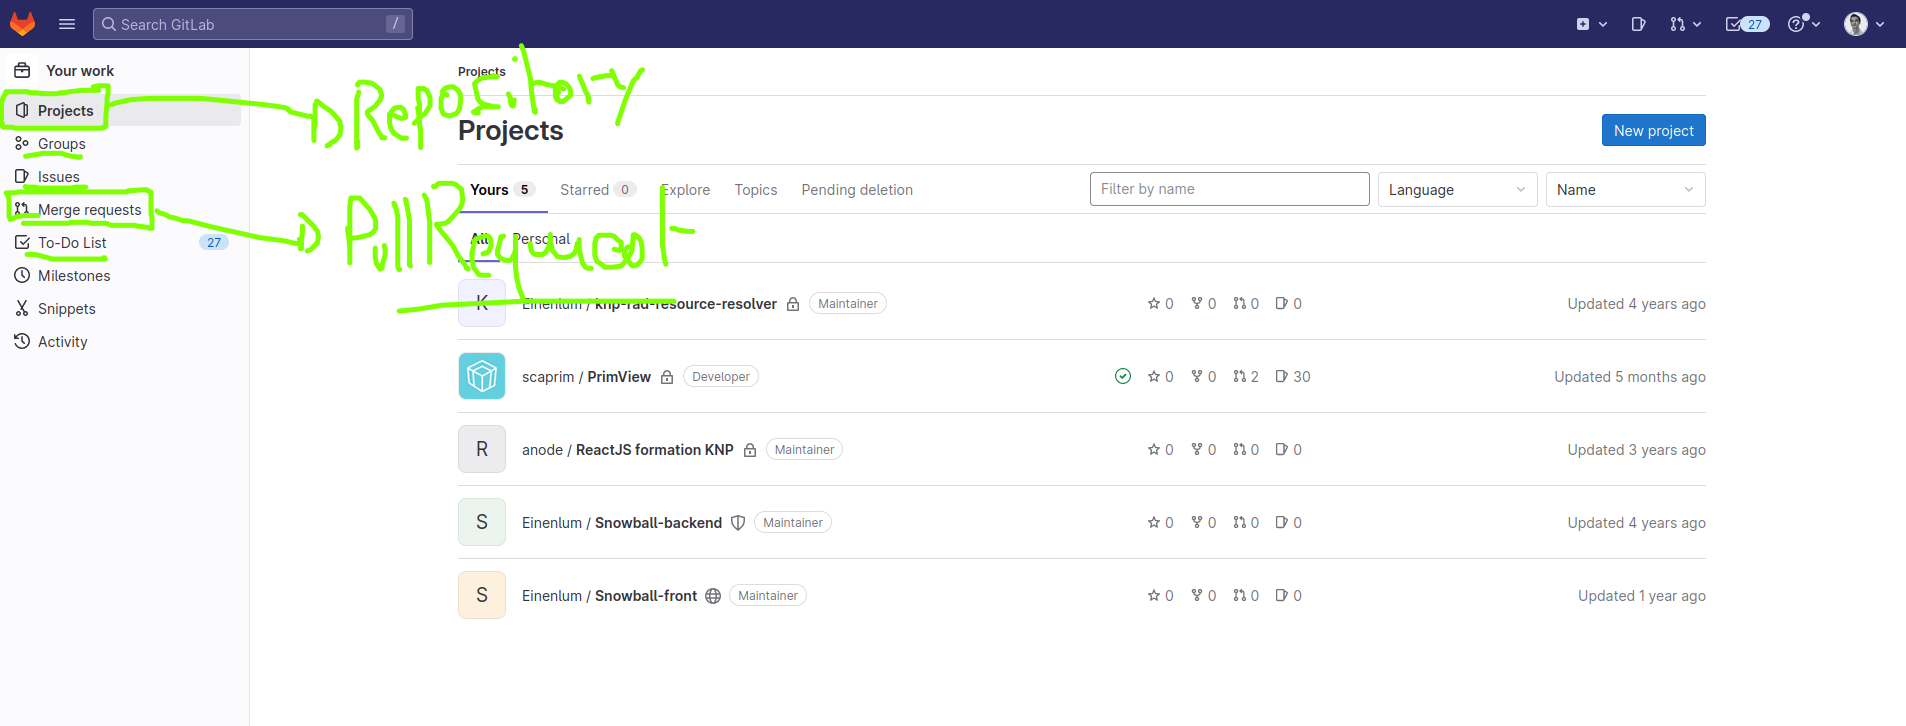 Search GitLab /
27
Your work
Projects
Projects
Repository
Groups
Projects
New project
Issues
Yours 5 Starred 0 Explore Topics Pending deletion
Filter by name Language Name
Merge requests
Pull Request
To-Do List 27
All Personal
Milestones
Snippets
K Einenlum / knp-rad-resource-resolver Maintainer 0 0 0 0 Updated 4 years ago
Activity
scaprim / PrimView Developer 0 0 2 30 Updated 5 months ago
R anode / ReactJS formation KNP Maintainer 0 0 0 0 Updated 3 years ago
S Einenlum / Snowball-backend Maintainer 0 0 0 0 Updated 4 years ago
S Einenlum / Snowball-front Maintainer 0 0 0 0 Updated 1 year ago